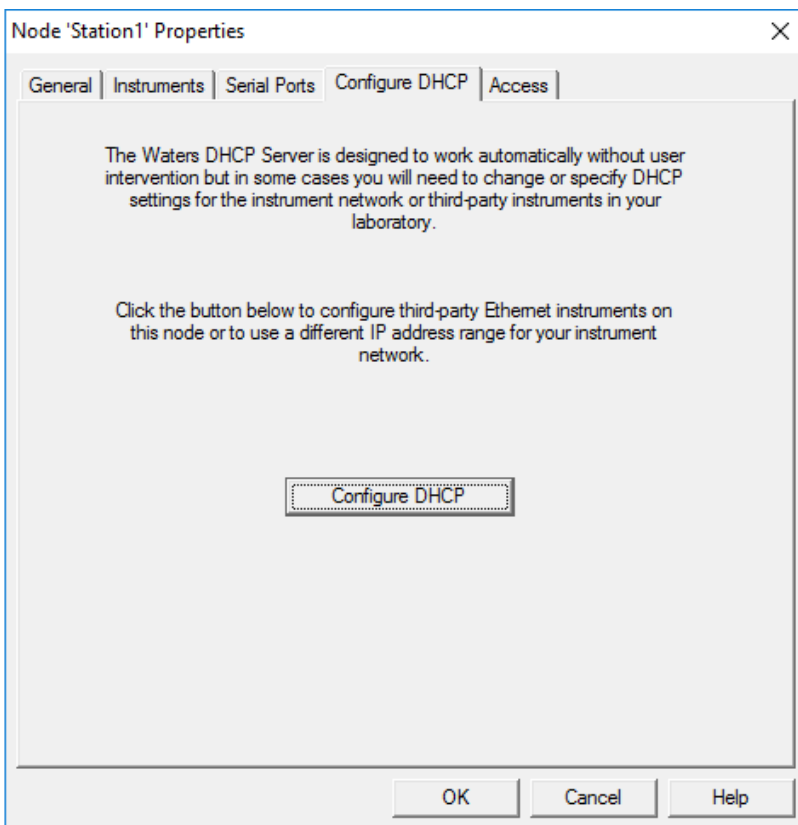 Node 'Station1' Properties
General Instruments Serial Ports Configure DHCP Access
The Waters DHCP Server is designed to work automatically without user
intervention but in some cases you will need to change or specify DHCP
settings for the instrument network or third-party instruments in your
laboratory.
Click the button below to configure third-party Ethernet instruments on
this node or to use a different IP address range for your instrument
network.
Configure DHCP
OK Cancel Help